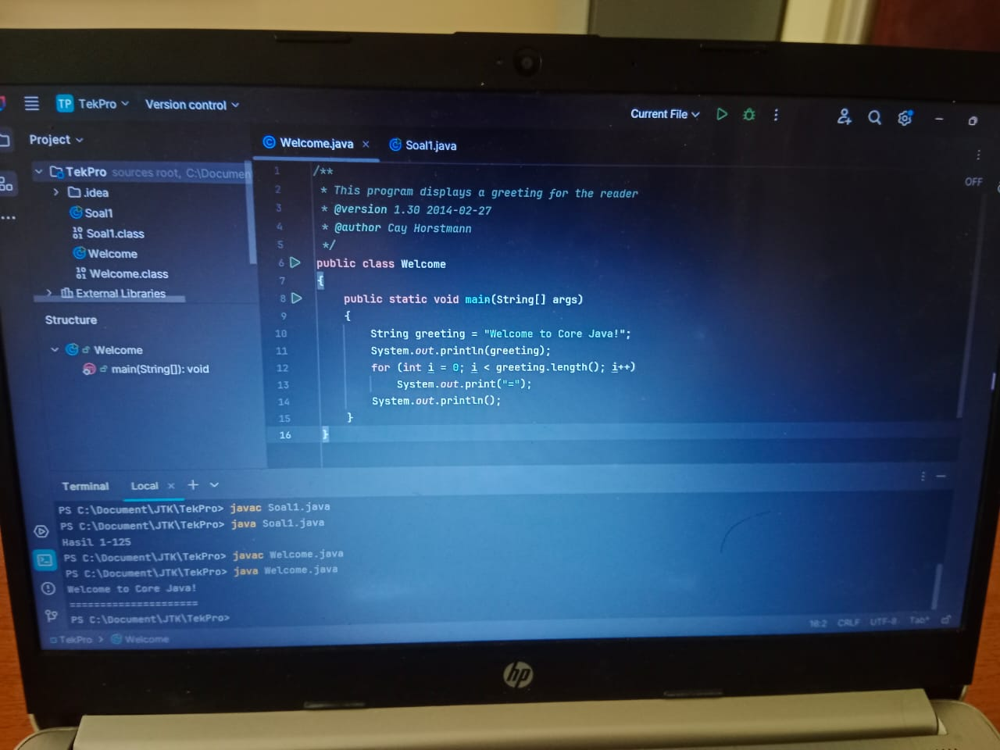 TP TekPro Version control Current File
Project
Welcome.java × Soal1.java
TekPro sources root, C:\Documen
.idea
Soal1
Soal1.class
Welcome
Welcome.class
External Libraries
OFF
1 /**
2 * This program displays a greeting for the reader
3 * @version 1.30 2014-02-27
4 * @author Cay Horstmann
5 */
6 public class Welcome
7 {
8 public static void main(String[] args)
9 {
10 String greeting = "Welcome to Core Java!";
11 System.out.println(greeting);
12 for (int i = 0; i < greeting.length(); i++)
13 System.out.print("=");
14 System.out.println();
15 }
16 }
Structure
Welcome
main(String[]): void
Terminal Local × +
PS C:\Document\JTK\TekPro> javac Soal1.java
PS C:\Document\JTK\TekPro> java Soal1.java
Hasil 1-125
PS C:\Document\JTK\TekPro> javac Welcome.java
PS C:\Document\JTK\TekPro> java Welcome.java
Welcome to Core Java!
=====================
PS C:\Document\JTK\TekPro>
TekPro > Welcome
16:2 CRLF UTF-8 Tab*
hp